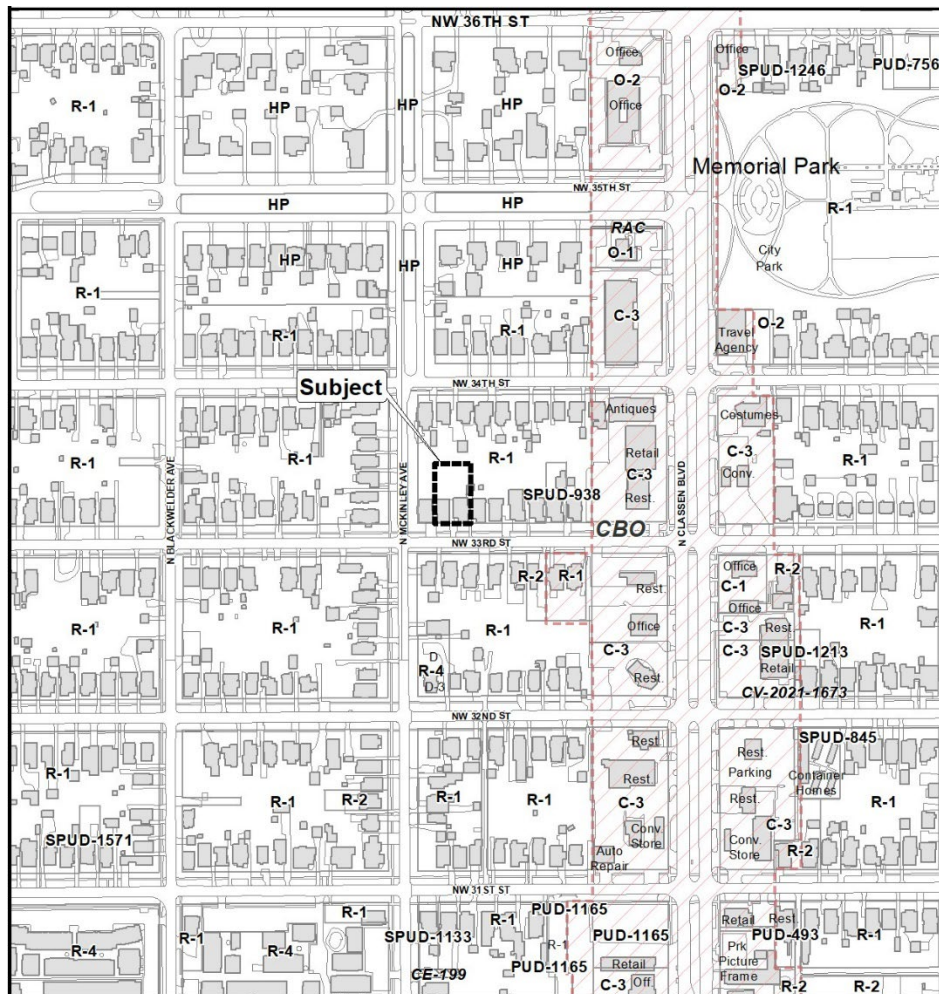 NW 36TH ST
Office
Office
SPUD-1246
PUD-756
R-1
HP
HP
HP
O-2
O-2
Office
Memorial Park
NW 35TH ST
HP
HP
R-1
RAC
City
Park
HP
HP
HP
O-1
R-1
C-3
R-1
R-1
Travel
Agency
O-2
Subject
NW 34TH ST
Antiques
Costumes
R-1
R-1
R-1
Retail
C-3
C-3
R-1
Conv.
Rest.
SPUD-938
N BLACKWELDER AVE
N MCKINLEY AVE
N CLASSEN BLVD
CBO
NW 33RD ST
R-2
R-1
Rest.
Office
R-2
C-1
Office
R-1
R-1
R-1
Office
C-3
Rest.
R-1
C-3
C-3
SPUD-1213
D
R-4
D-3
Rest.
Retail
CV-2021-1673
NW 32ND ST
Rest.
SPUD-845
R-1
Rest.
Rest.
Parking
Container
Homes
R-1
R-2
R-1
R-1
C-3
Rest.
R-1
SPUD-1571
Conv.
Store
C-3
Conv.
Store
R-2
Auto
Repair
NW 31ST ST
R-1
R-1
PUD-1165
Retail
Rest.
R-1
R-4
R-4
SPUD-1133
R-1
PUD-1165
PUD-493
R-1
CE-199
PUD-1165
Retail
Prk
Picture
Frame
C-3
Off.
R-2
R-2